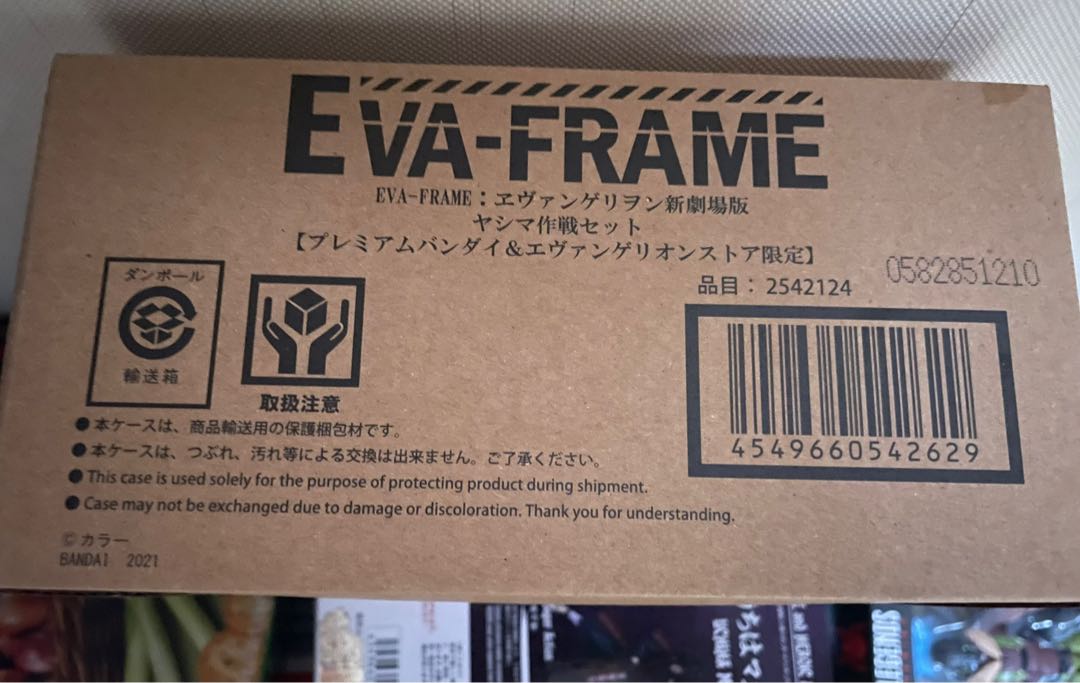 EVA-FRAME
EVA-FRAME：ヱヴァンゲリヲン新劇場版
ヤシマ作戦セット
【プレミアムバンダイ&エヴァンゲリオンストア限定】
品目：2542124
0582851210
ダンボール
輸送箱
取扱注意
4549660542629
●本ケースは、商品輸送用の保護梱包材です。
●本ケースは、つぶれ、汚れ等による交換は出来ません。ご了承ください。
●This case is used solely for the purpose of protecting product during shipment.
●Case may not be exchanged due to damage or discoloration. Thank you for understanding.
©カラー
BANDAI 2021